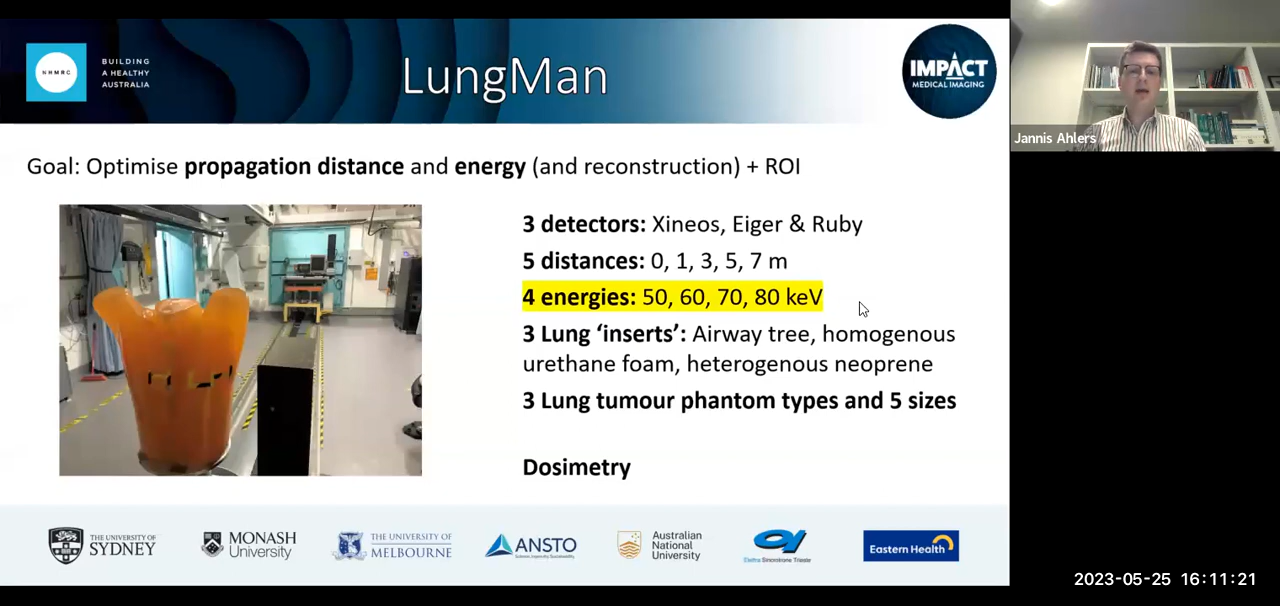 NHMRC
BUILDING
A HEALTHY
AUSTRALIA
LungMan
IMPACT
MEDICAL IMAGING
Jannis Ahlers
Goal: Optimise propagation distance and energy (and reconstruction) + ROI
3 detectors: Xineos, Eiger & Ruby
5 distances: 0, 1, 3, 5, 7 m
4 energies: 50, 60, 70, 80 keV
3 Lung ‘inserts’: Airway tree, homogenous
urethane foam, heterogenous neoprene
3 Lung tumour phantom types and 5 sizes
Dosimetry
THE UNIVERSITY OF
SYDNEY
MONASH
University
THE UNIVERSITY OF
MELBOURNE
ANSTO
Australian
National
University
Elettra Sincrotrone Trieste
Eastern Health
2023-05-25 16:11:21